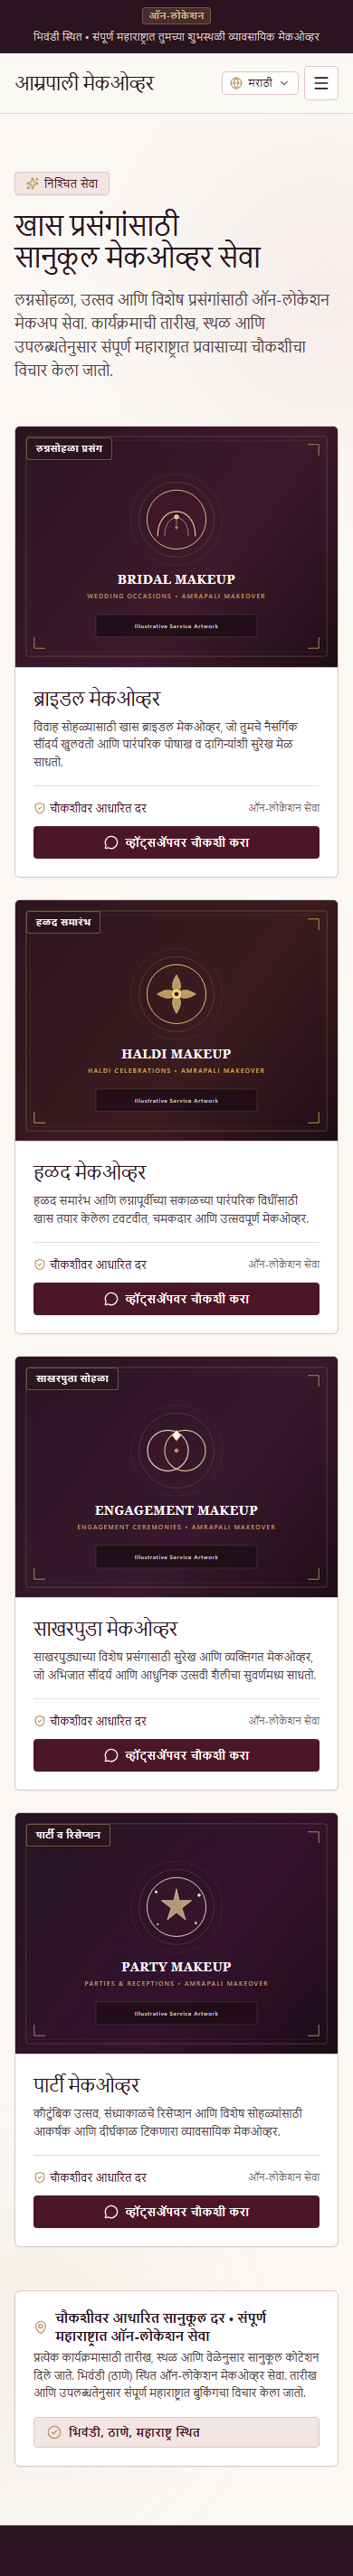 ऑन-लोकेशन
भिवंडी स्थित • संपूर्ण महाराष्ट्रात तुमच्या शुभस्थळी व्यावसायिक मेकओव्हर
आम्रपाली मेकओव्हर
मराठी
निश्चित सेवा
खास प्रसंगांसाठी
सानुकूल मेकओव्हर सेवा
लग्नसोहळा, उत्सव आणि विशेष प्रसंगांसाठी ऑन-लोकेशन
मेकअप सेवा. कार्यक्रमाची तारीख, स्थळ आणि
उपलब्धतेनुसार संपूर्ण महाराष्ट्रात प्रवासाच्या चौकशीचा
विचार केला जातो.
लग्नसोहळा प्रसंग
BRIDAL MAKEUP
WEDDING OCCASIONS • AMRAPALI MAKEOVER
Illustrative Service Artwork
ब्राइडल मेकओव्हर
विवाह सोहळ्यासाठी खास ब्राइडल मेकओव्हर, जो तुमचे नैसर्गिक
सौंदर्य खुलवतो आणि पारंपरिक पोषाख व दागिन्यांशी सुरेख मेळ
साधतो.
चौकशीवर आधारित दर
ऑन-लोकेशन सेवा
व्हॉट्सॲपवर चौकशी करा
हळद समारंभ
HALDI MAKEUP
HALDI CELEBRATIONS • AMRAPALI MAKEOVER
Illustrative Service Artwork
हळद मेकओव्हर
हळद समारंभ आणि लग्नापूर्वीच्या सकाळच्या पारंपरिक विधींसाठी
खास तयार केलेला टवटवीत, चमकदार आणि उत्सवपूर्ण मेकओव्हर.
चौकशीवर आधारित दर
ऑन-लोकेशन सेवा
व्हॉट्सॲपवर चौकशी करा
साखरपुडा सोहळा
ENGAGEMENT MAKEUP
ENGAGEMENT CEREMONIES • AMRAPALI MAKEOVER
Illustrative Service Artwork
साखरपुडा मेकओव्हर
साखरपुड्याच्या विशेष प्रसंगासाठी सुरेख आणि व्यक्तिगत मेकओव्हर,
जो अभिजात सौंदर्य आणि आधुनिक उत्सवी शैलीचा सुवर्णमध्य साधतो.
चौकशीवर आधारित दर
ऑन-लोकेशन सेवा
व्हॉट्सॲपवर चौकशी करा
पार्टी व रिसेप्शन
PARTY MAKEUP
PARTIES & RECEPTIONS • AMRAPALI MAKEOVER
Illustrative Service Artwork
पार्टी मेकओव्हर
कौटुंबिक उत्सव, संध्याकाळचे रिसेप्शन आणि विशेष सोहळ्यांसाठी
आकर्षक आणि दीर्घकाळ टिकणारा व्यावसायिक मेकओव्हर.
चौकशीवर आधारित दर
ऑन-लोकेशन सेवा
व्हॉट्सॲपवर चौकशी करा
चौकशीवर आधारित सानुकूल दर • संपूर्ण
महाराष्ट्रात ऑन-लोकेशन सेवा
प्रत्येक कार्यक्रमासाठी तारीख, स्थळ आणि वेळेनुसार सानुकूल कोटेशन
दिले जाते. भिवंडी (ठाणे) स्थित ऑन-लोकेशन मेकओव्हर सेवा. तारीख
आणि उपलब्धतेनुसार संपूर्ण महाराष्ट्रात बुकिंगचा विचार केला जातो.
भिवंडी, ठाणे, महाराष्ट्र स्थित